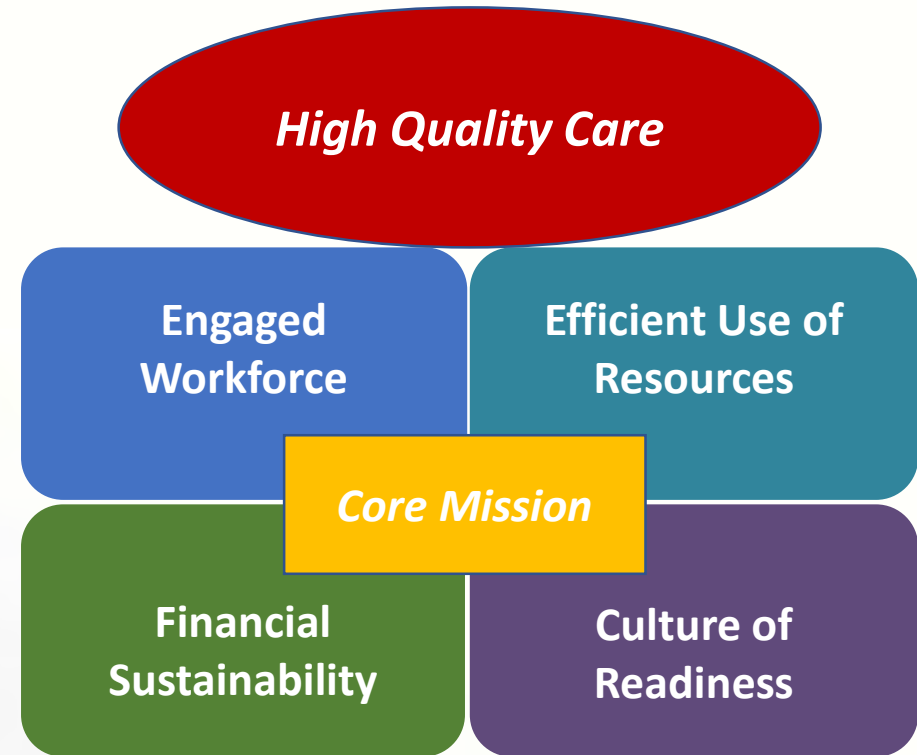 High Quality Care
Engaged
Workforce
Efficient Use of
Resources
Core Mission
Financial
Sustainability
Culture of
Readiness